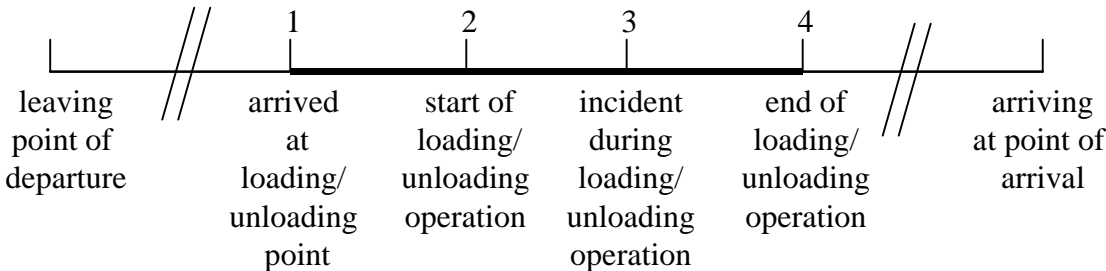 1 2 3 4
leaving point of departure
arrived at loading/ unloading point
start of loading/ unloading operation
incident during loading/ unloading operation
end of loading/ unloading operation
arriving at point of arrival